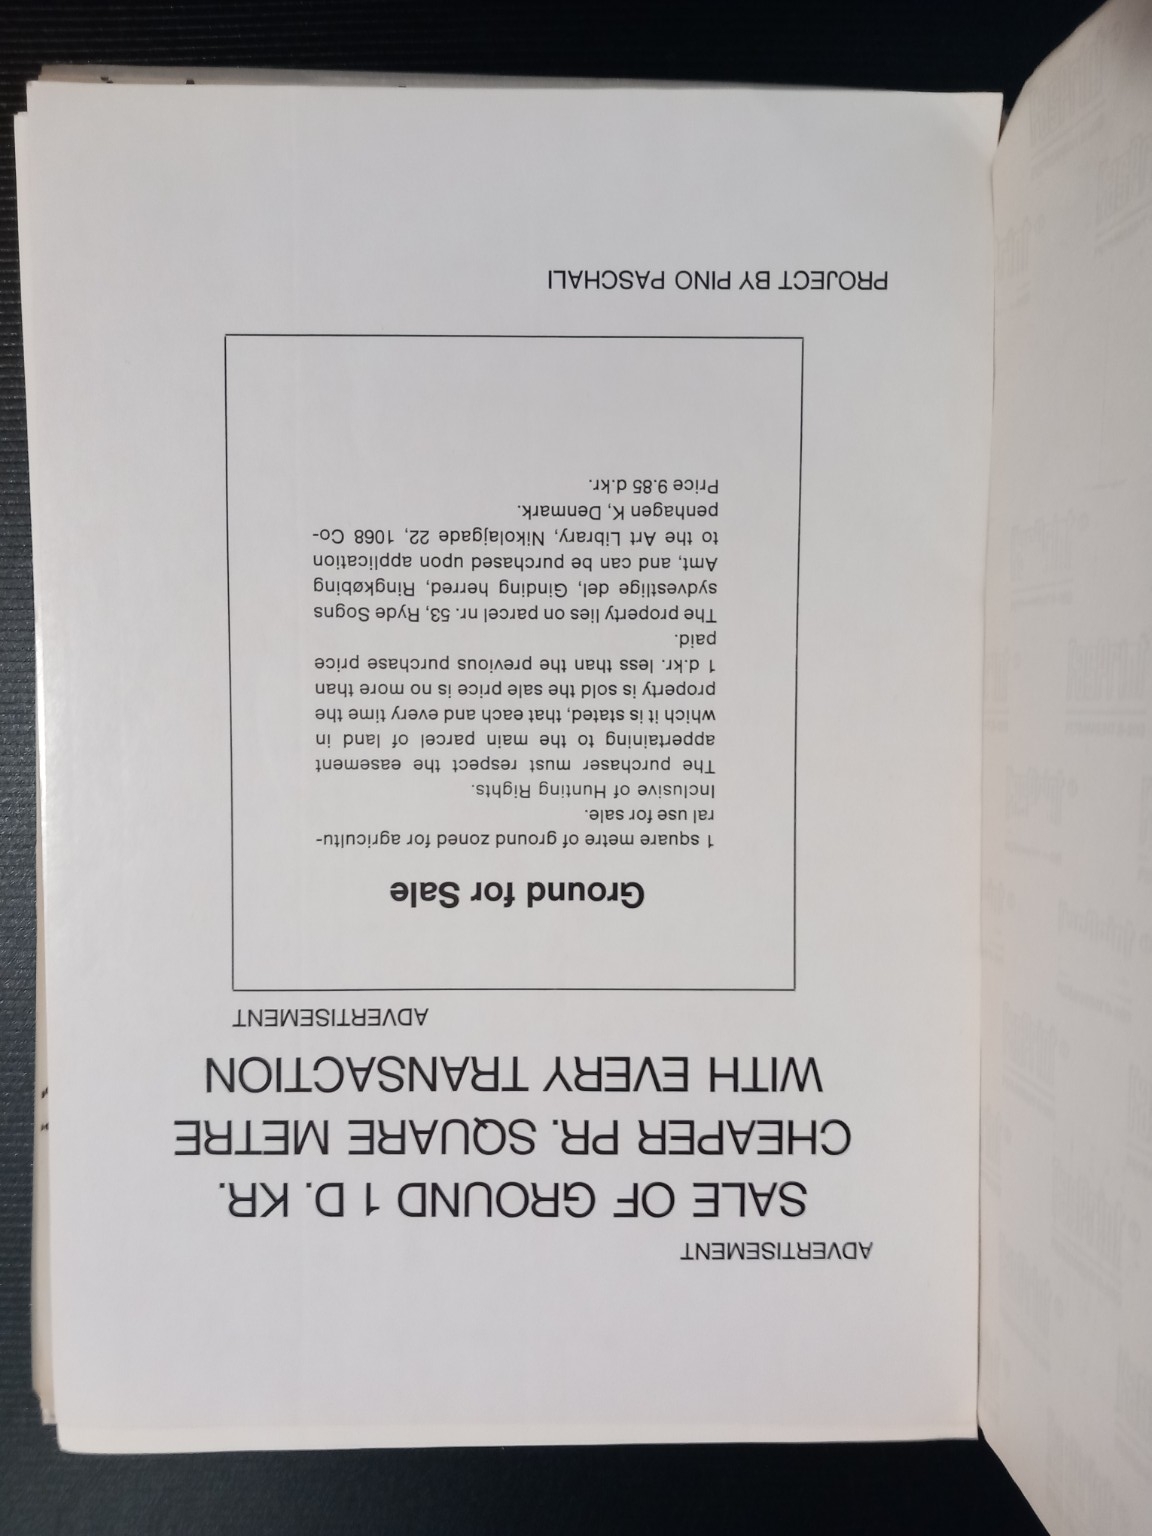 ADVERTISEMENT
SALE OF GROUND 1 D. KR.
CHEAPER PR. SQUARE METRE
WITH EVERY TRANSACTION
ADVERTISEMENT
Ground for Sale
1 square metre of ground zoned for agricultu-
ral use for sale.
Inclusive of Hunting Rights.
The purchaser must respect the easement
appertaining to the main parcel of land in
which it is stated, that each and every time the
property is sold the sale price is no more than
1 d.kr. less than the previous purchase price
paid.
The property lies on parcel nr. 53, Ryde Sogns
sydvestlige del, Ginding herred, Ringkøbing
Amt, and can be purchased upon application
to the Art Library, Nikolajgade 22, 1068 Co-
penhagen K, Denmark.
Price 9.85 d.kr.
PROJECT BY PINO PASCHALI